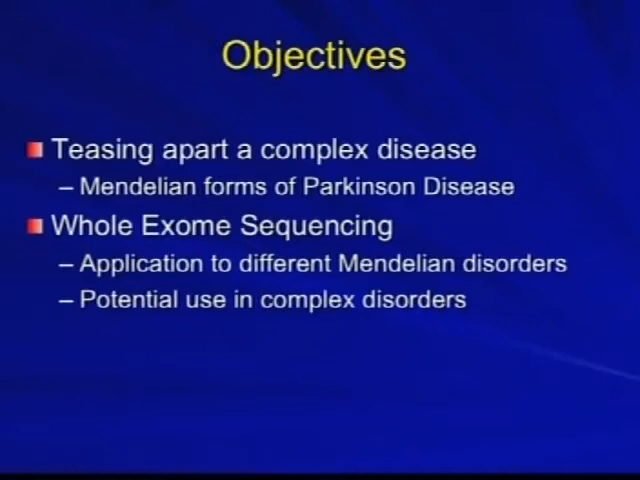 Objectives
Teasing apart a complex disease
– Mendelian forms of Parkinson Disease
Whole Exome Sequencing
– Application to different Mendelian disorders
– Potential use in complex disorders